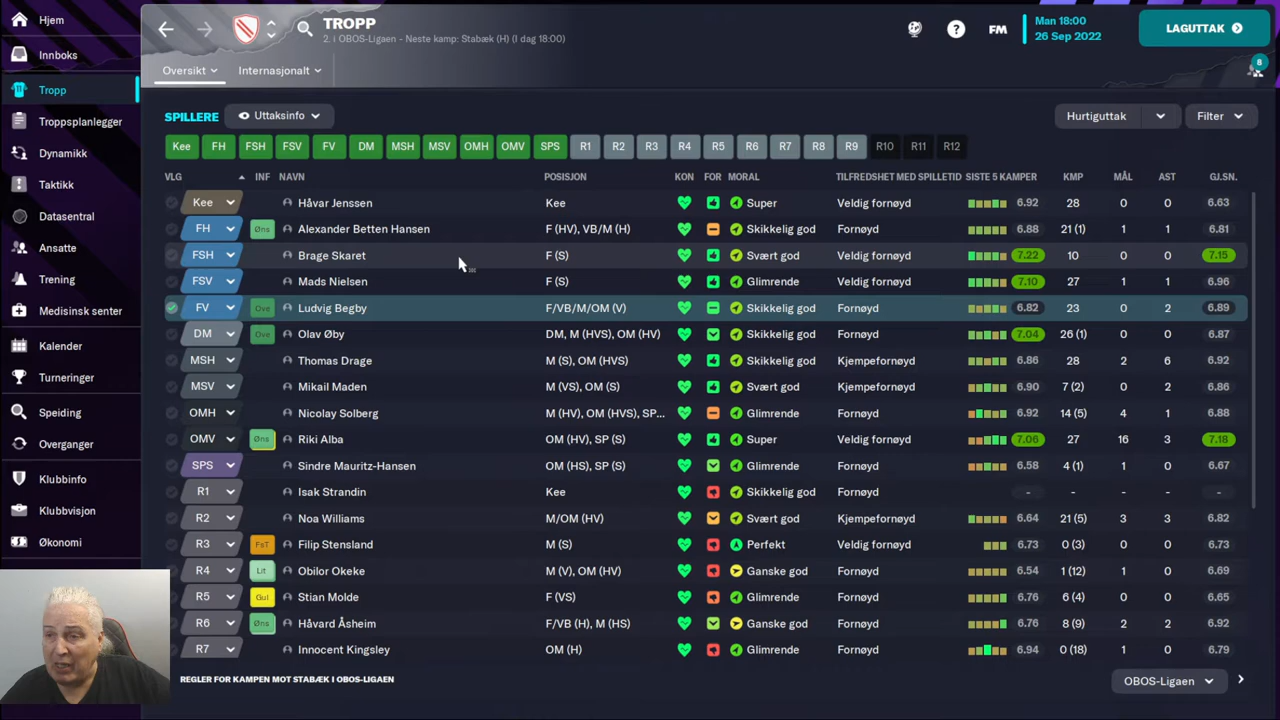 Hjem
Innboks
Tropp
Troppsplanlegger
Dynamikk
Taktikk
Datasentral
Ansatte
Trening
Medisinsk senter
Kalender
Turneringer
Speiding
Overganger
Klubbinfo
Klubbvisjon
Økonomi
TROPP
2. i OBOS-Ligaen - Neste kamp: Stabæk (H) (I dag 18:00)
? FM
Man 18:00
26 Sep 2022
LAGUTTAK
8
Oversikt Internasjonalt
SPILLERE Uttaksinfo Hurtiguttak Filter
Kee FH FSH FSV FV DM MSH MSV OMH OMV SPS R1 R2 R3 R4 R5 R6 R7 R8 R9 R10 R11 R12
VLG INF NAVN POSISJON KON FOR MORAL TILFREDSHET MED SPILLETID SISTE 5 KAMPER KMP MÅL AST GJ.SN.
Kee Håvar Jenssen Kee Super Veldig fornøyd 6.92 28 0 0 6.63
FH Øns Alexander Betten Hansen F (HV), VB/M (H) Skikkelig god Fornøyd 6.88 21 (1) 1 1 6.81
FSH Brage Skaret F (S) Svært god Veldig fornøyd 7.22 10 0 0 7.15
FSV Mads Nielsen F (S) Glimrende Veldig fornøyd 7.10 27 1 1 6.96
FV Ove Ludvig Begby F/VB/M/OM (V) Skikkelig god Fornøyd 6.82 23 0 2 6.89
DM Ove Olav Øby DM, M (HVS), OM (HV) Skikkelig god Fornøyd 7.04 26 (1) 0 0 6.87
MSH Thomas Drage M (S), OM (HVS) Skikkelig god Kjempefornøyd 6.86 28 2 6 6.92
MSV Mikail Maden M (VS), OM (S) Svært god Kjempefornøyd 6.90 7 (2) 0 2 6.86
OMH Nicolay Solberg M (HV), OM (HVS), SP... Glimrende Fornøyd 6.92 14 (5) 4 1 6.88
OMV Øns Riki Alba OM (HV), SP (S) Super Veldig fornøyd 7.06 27 16 3 7.18
SPS Sindre Mauritz-Hansen OM (HS), SP (S) Glimrende Fornøyd 6.58 4 (1) 1 0 6.67
R1 Isak Strandin Kee Skikkelig god Fornøyd - - - - -
R2 Noa Williams M/OM (HV) Svært god Kjempefornøyd 6.64 21 (5) 3 3 6.82
R3 FsT Filip Stensland M (S) Perfekt Veldig fornøyd 6.73 0 (3) 0 0 6.73
R4 Lit Obilor Okeke M (V), OM (HV) Ganske god Fornøyd 6.54 1 (12) 1 0 6.69
R5 Gul Stian Molde F (VS) Glimrende Fornøyd 6.65 6 (4) 0 0 6.65
R6 Øns Håvard Åsheim F/VB (H), M (HS) Ganske god Fornøyd 6.76 8 (9) 2 2 6.92
R7 Innocent Kingsley OM (H) Glimrende Fornøyd 6.94 0 (18) 1 0 6.79
REGLER FOR KAMPEN MOT STABÆK I OBOS-LIGAEN
OBOS-Ligaen